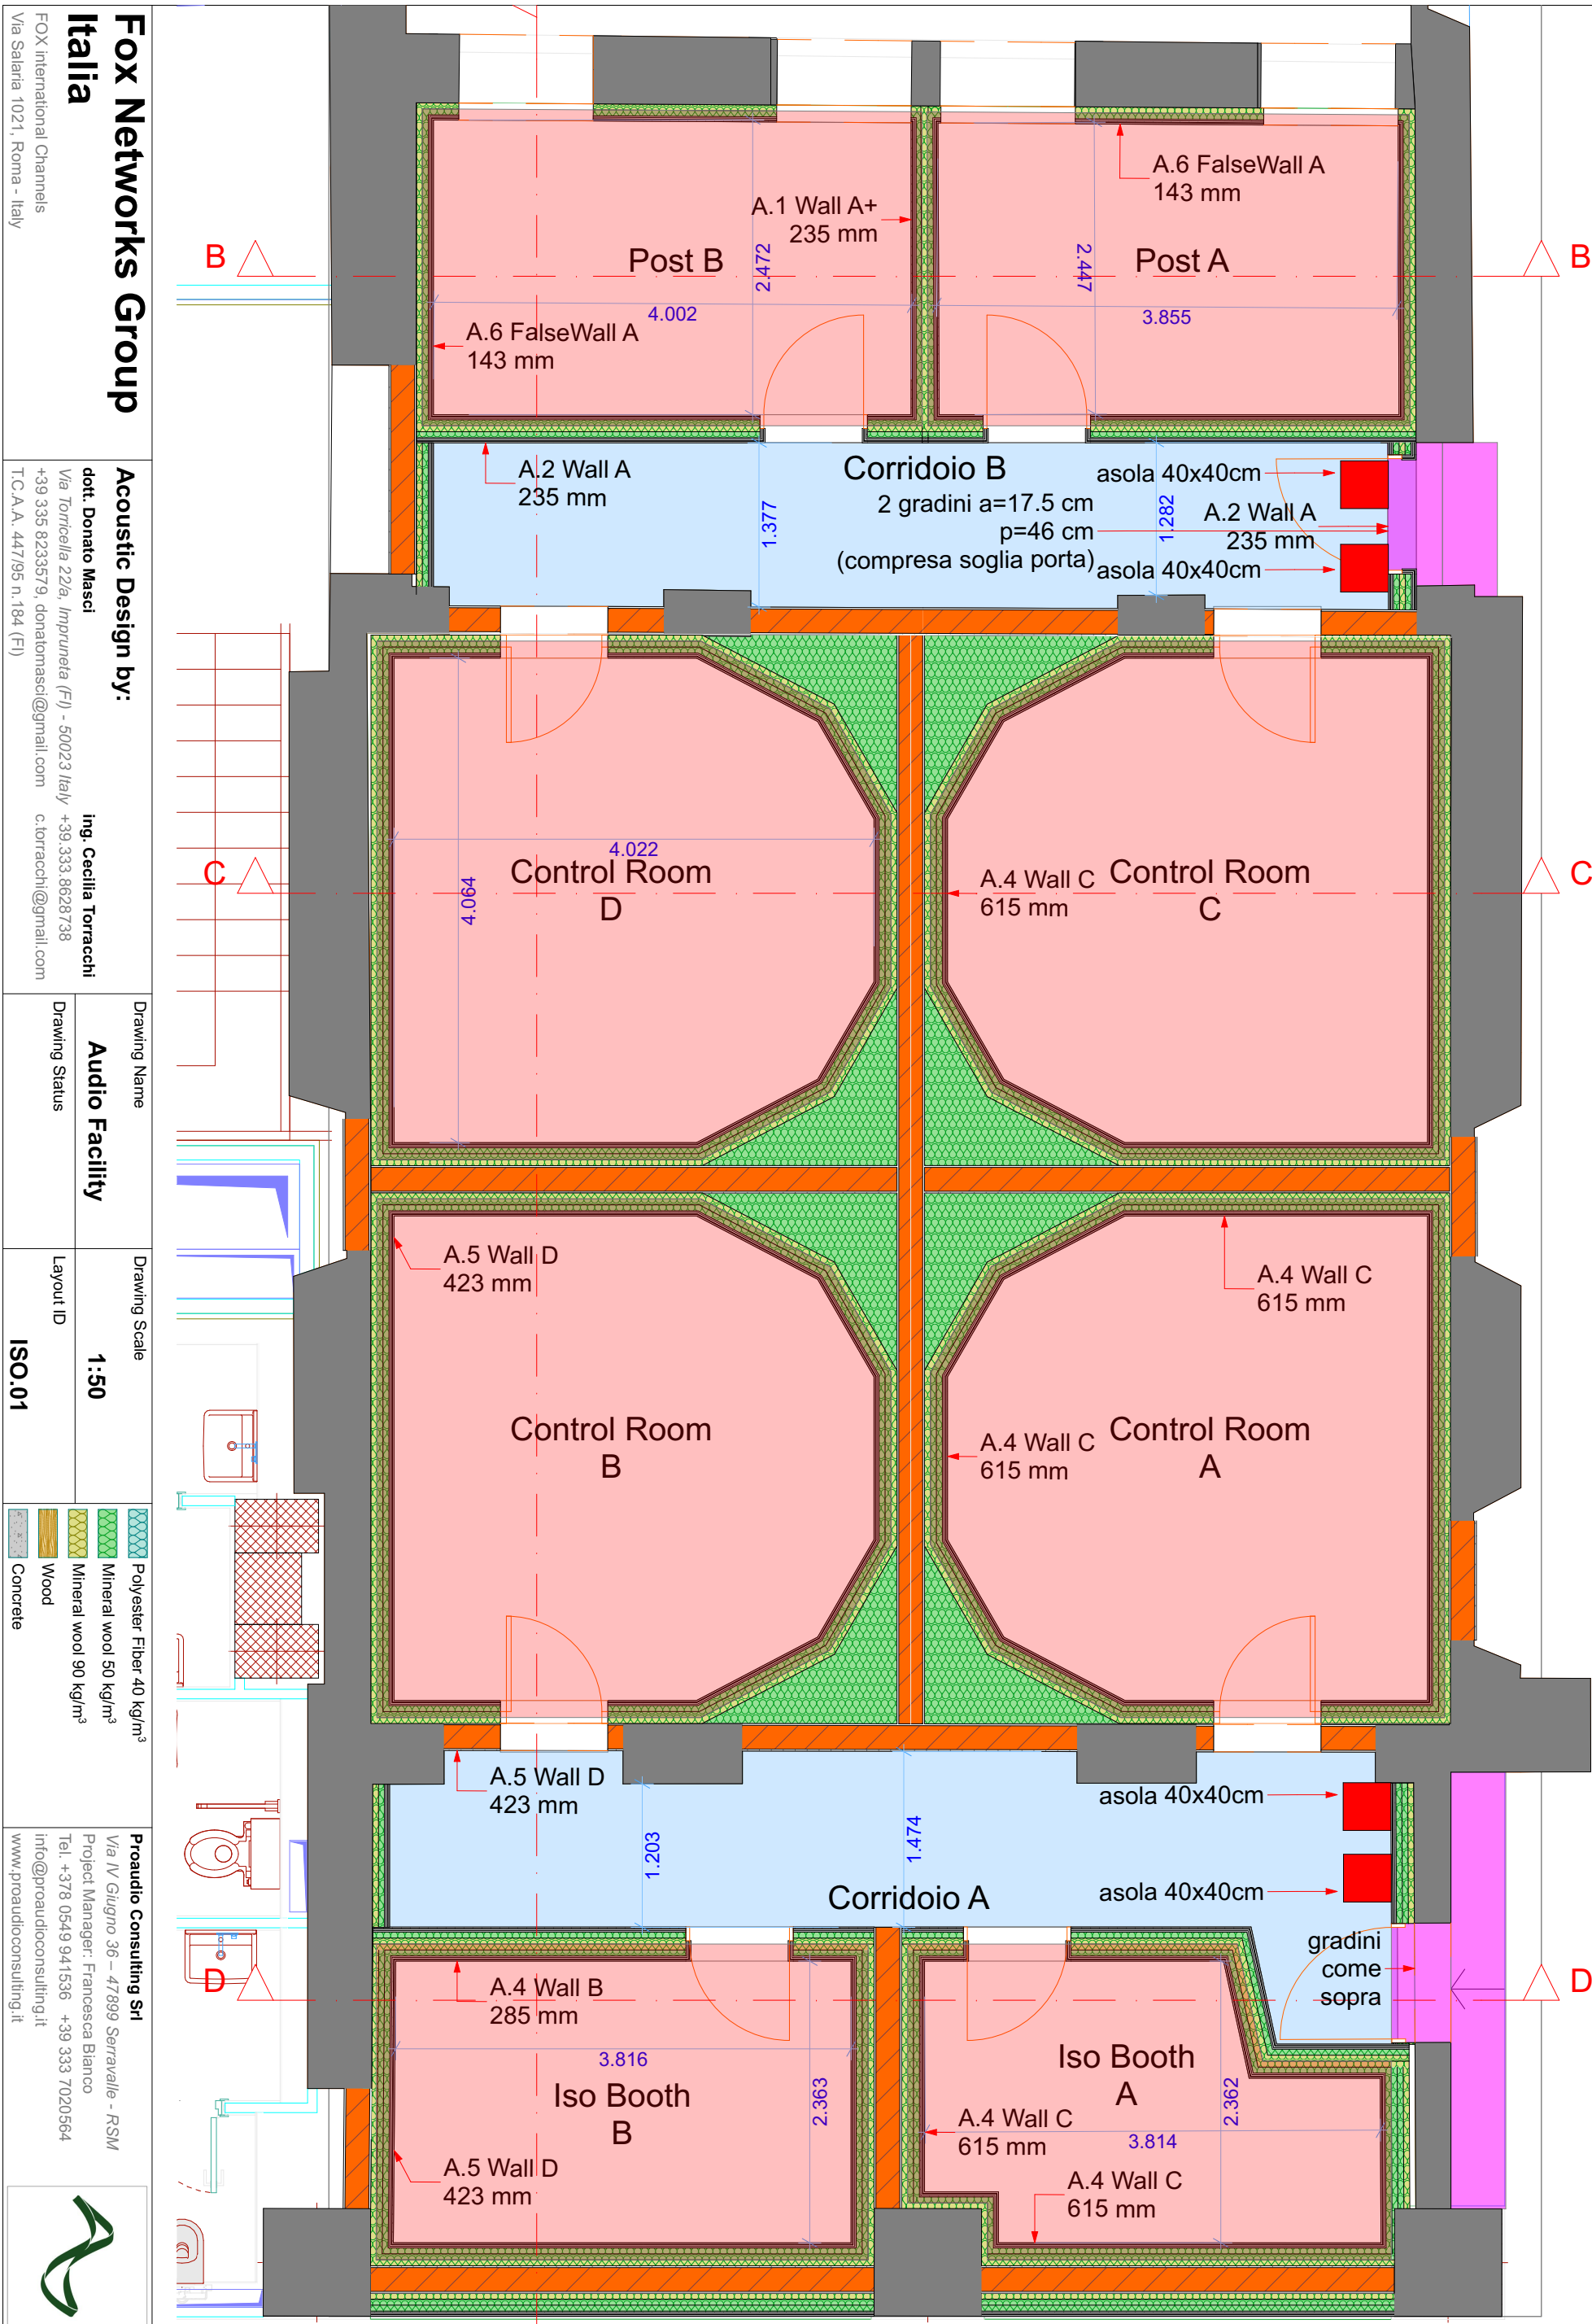 Fox Networks Group
Italia
FOX international Channels
Via Salaria 1021, Roma - Italy
Acoustic Design by:
dott. Donato Masci
Via Torricella 22/a, Impruneta (FI) - 50023 Italy
+39 335 8233579, donatomasci@gmail.com
T.C.A.A. 447/95 n.184 (FI)
ing. Cecilia Torracchi
+39.333.8628738
c.torracchi@gmail.com
Drawing Name
Audio Facility
Drawing Status
Drawing Scale
1:50
Layout ID
ISO.01
Polyester Fiber 40 kg/m³
Mineral wool 50 kg/m³
Mineral wool 90 kg/m³
Wood
Concrete
Proaudio Consulting Srl
Via IV Giugno 36 – 47899 Serravalle - RSM
Project Manager: Francesca Bianco
Tel. +378 0549 941536 +39 333 7020564
info@proaudioconsulting.it
www.proaudioconsulting.it
A.6 FalseWall A
143 mm
A.1 Wall A+
235 mm
B
Post B
2.472
2.447
Post A
B
4.002
3.855
A.6 FalseWall A
143 mm
A.2 Wall A
235 mm
1.377
Corridoio B
2 gradini a=17.5 cm
p=46 cm
(compresa soglia porta)
1.282
asola 40x40cm
A.2 Wall A
235 mm
asola 40x40cm
4.022
C
4.064
Control Room
D
A.4 Wall C
615 mm
Control Room
C
C
A.5 Wall D
423 mm
A.4 Wall C
615 mm
Control Room
B
A.4 Wall C
615 mm
Control Room
A
A.5 Wall D
423 mm
1.203
1.474
asola 40x40cm
Corridoio A
asola 40x40cm
gradini
come
sopra
D
A.4 Wall B
285 mm
D
3.816
2.363
Iso Booth
B
Iso Booth
A
2.362
A.4 Wall C
615 mm
3.814
A.5 Wall D
423 mm
A.4 Wall C
615 mm